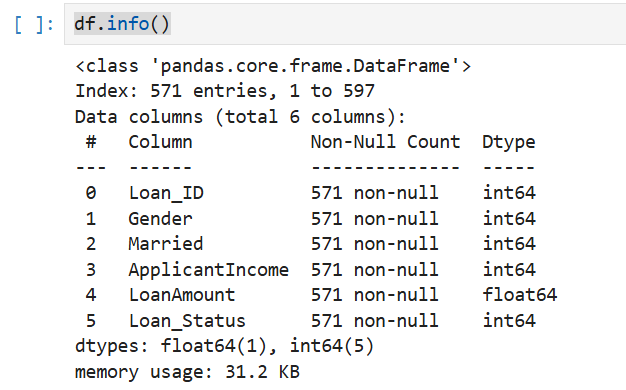 [ ]: df.info()
<class 'pandas.core.frame.DataFrame'>
Index: 571 entries, 1 to 597
Data columns (total 6 columns):
 #   Column           Non-Null Count  Dtype
---  ------           --------------  -----
 0   Loan_ID          571 non-null    int64
 1   Gender           571 non-null    int64
 2   Married          571 non-null    int64
 3   ApplicantIncome  571 non-null    int64
 4   LoanAmount       571 non-null    float64
 5   Loan_Status      571 non-null    int64
dtypes: float64(1), int64(5)
memory usage: 31.2 KB